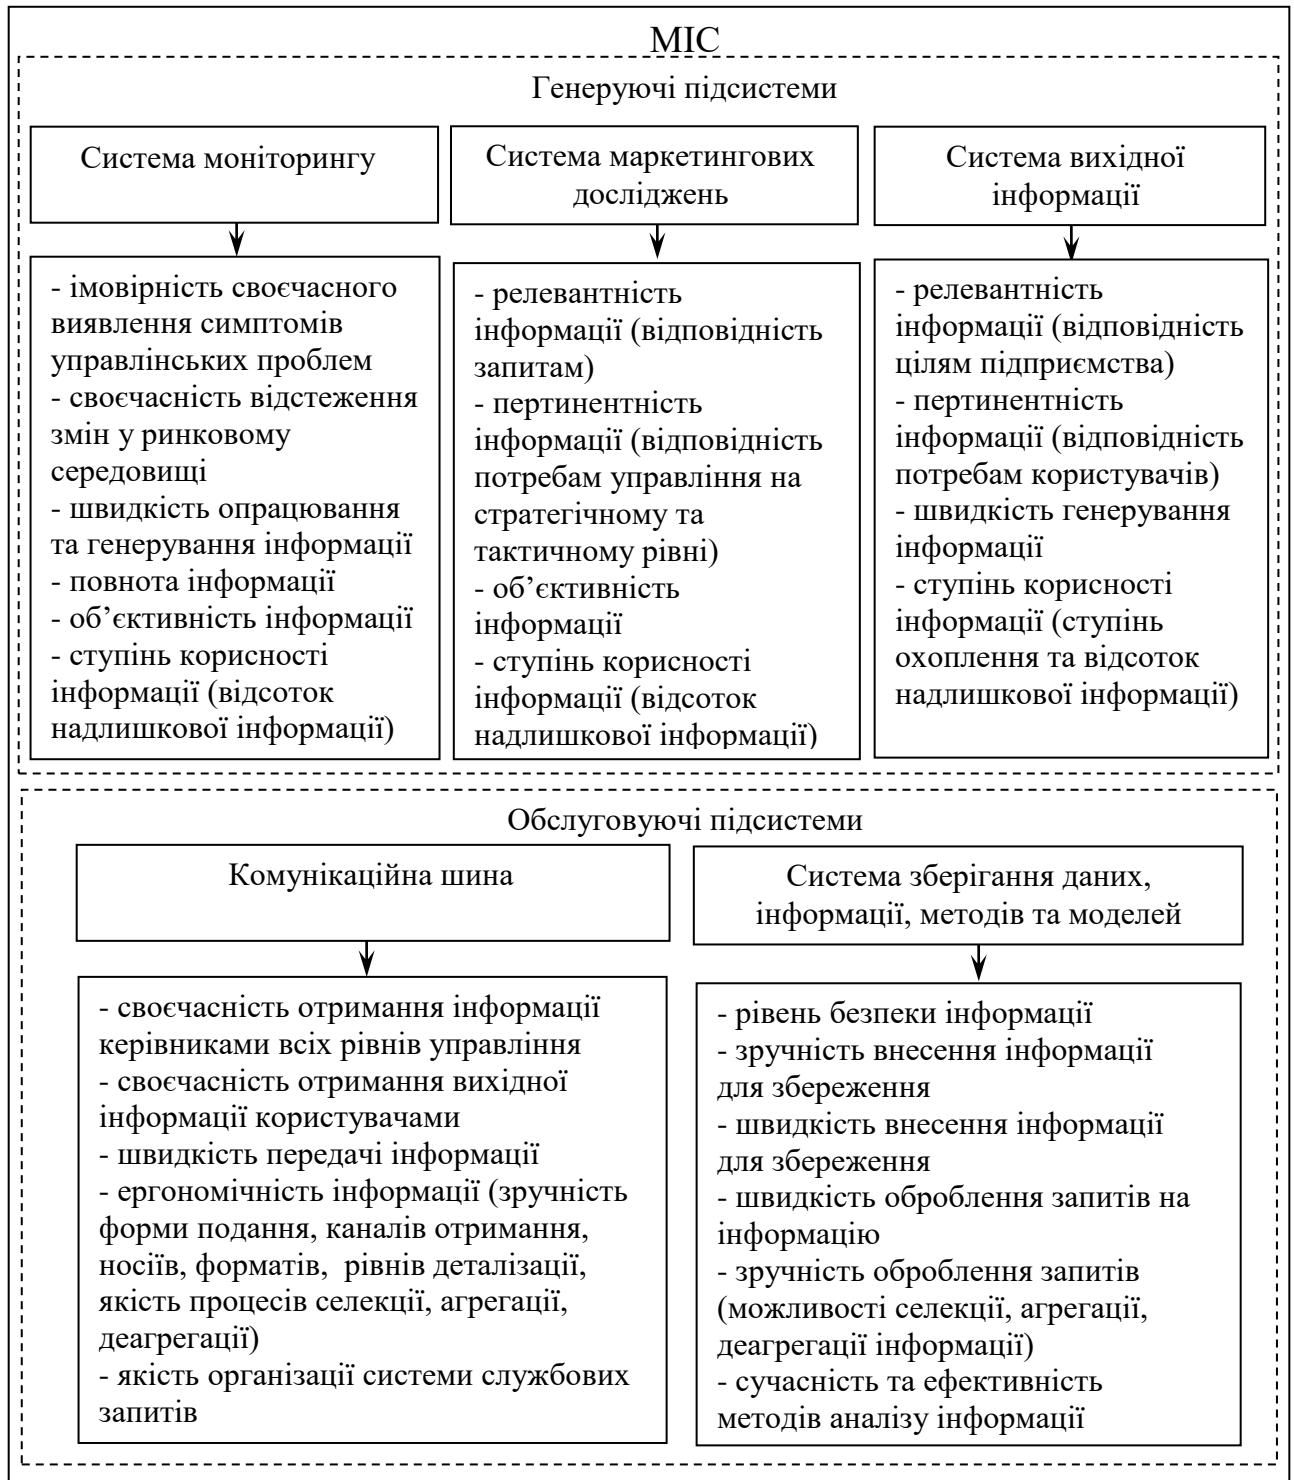 МІС
Генеруючі підсистеми
Система моніторингу
Система маркетингових
досліджень
Система вихідної
інформації
- імовірність своєчасного
виявлення симптомів
управлінських проблем
- своєчасність відстеження
змін у ринковому
середовищі
- швидкість опрацювання
та генерування інформації
- повнота інформації
- об’єктивність інформації
- ступінь корисності
інформації (відсоток
надлишкової інформації)
- релевантність
інформації (відповідність
запитам)
- пертинентність
інформації (відповідність
потребам управління на
стратегічному та
тактичному рівні)
- об’єктивність
інформації
- ступінь корисності
інформації (відсоток
надлишкової інформації)
- релевантність
інформації (відповідність
цілям підприємства)
- пертинентність
інформації (відповідність
потребам користувачів)
- швидкість генерування
інформації
- ступінь корисності
інформації (ступінь
охоплення та відсоток
надлишкової інформації)
Обслуговуючі підсистеми
Комунікаційна шина
Система зберігання даних,
інформації, методів та моделей
- своєчасність отримання інформації
керівниками всіх рівнів управління
- своєчасність отримання вихідної
інформації користувачами
- швидкість передачі інформації
- ергономічність інформації (зручність
форми подання, каналів отримання,
носіїв, форматів,  рівнів деталізації,
якість процесів селекції, агрегації,
деагрегації)
- якість організації системи службових
запитів
- рівень безпеки інформації
- зручність внесення інформації
для збереження
- швидкість внесення інформації
для збереження
- швидкість оброблення запитів на
інформацію
- зручність оброблення запитів
(можливості селекції, агрегації,
деагрегації інформації)
- сучасність та ефективність
методів аналізу інформації